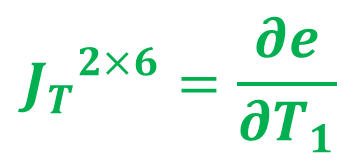 J_T^{2×6} = ∂e/∂T_1